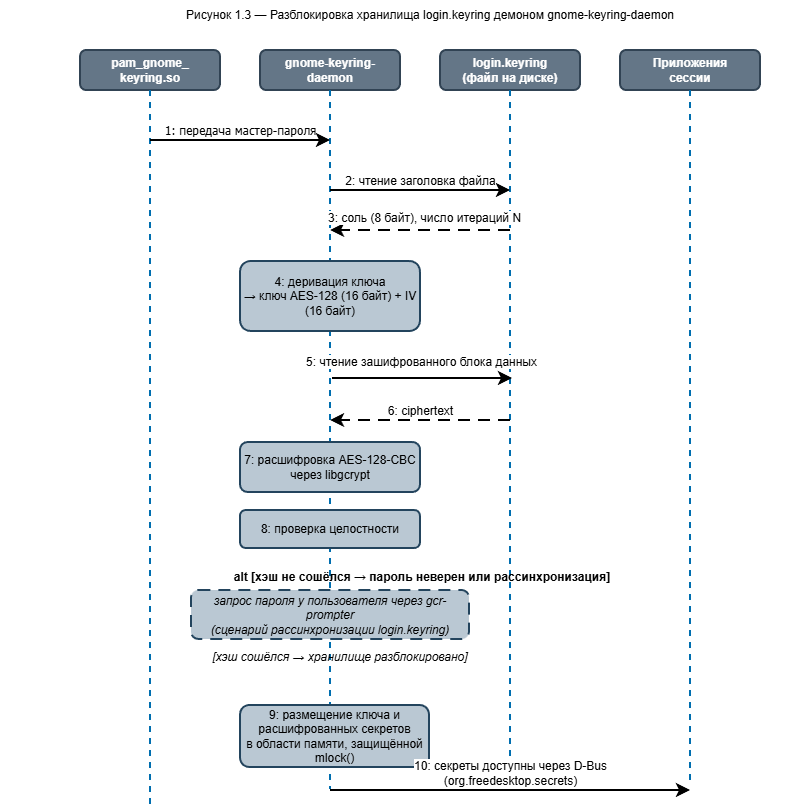 Рисунок 1.3 — Разблокировка хранилища login.keyring демоном gnome-keyring-daemon
pam_gnome_
keyring.so
gnome-keyring-
daemon
login.keyring
(файл на диске)
Приложения
сессии
1: передача мастер-пароля
2: чтение заголовка файла
3: соль (8 байт), число итераций N
4: деривация ключа
→ ключ AES-128 (16 байт) + IV
(16 байт)
5: чтение зашифрованного блока данных
6: ciphertext
7: расшифровка AES-128-CBC
через libgcrypt
8: проверка целостности
alt [хэш не сошёлся → пароль неверен или рассинхронизация]
запрос пароля у пользователя через gcr-
prompter
(сценарий рассинхронизации login.keyring)
[хэш сошёлся → хранилище разблокировано]
9: размещение ключа и
расшифрованных секретов
в области памяти, защищённой
mlock()
10: секреты доступны через D-Bus
(org.freedesktop.secrets)